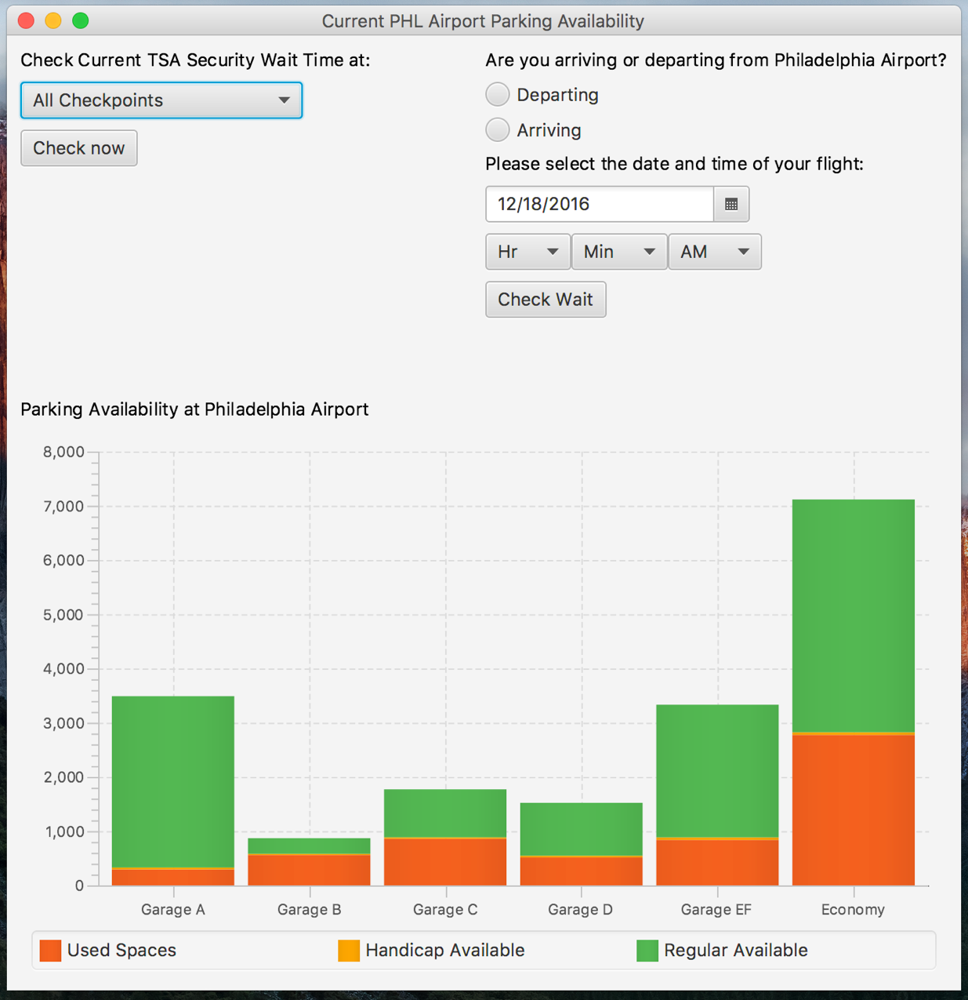 Current PHL Airport Parking Availability
Check Current TSA Security Wait Time at:
All Checkpoints
Check now
Are you arriving or departing from Philadelphia Airport?
Departing
Arriving
Please select the date and time of your flight:
12/18/2016
Hr Min AM
Check Wait
Parking Availability at Philadelphia Airport
8,000
7,000
6,000
5,000
4,000
3,000
2,000
1,000
0
Garage A Garage B Garage C Garage D Garage EF Economy
Used Spaces Handicap Available Regular Available